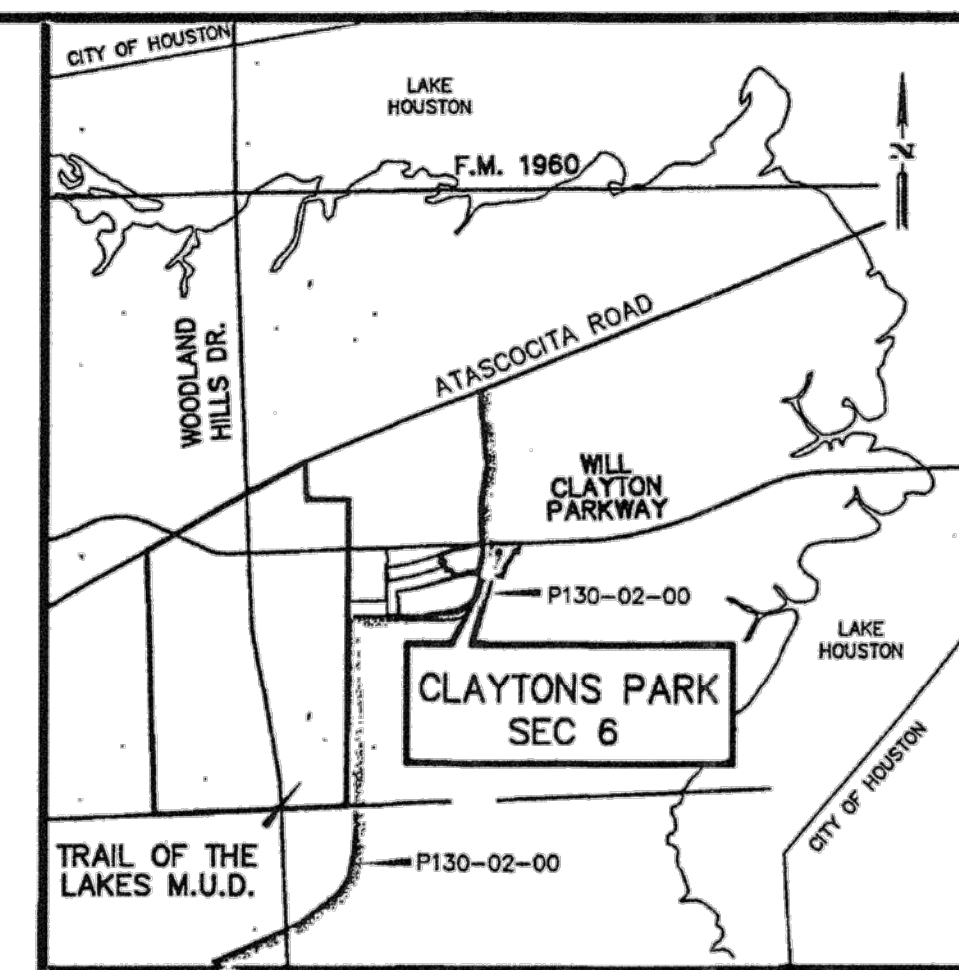 CITY OF HOUSTON
LAKE
HOUSTON
N
F.M. 1960
WOODLAND
HILLS DR.
ATASCOCITA ROAD
WILL
CLAYTON
PARKWAY
P130-02-00
CLAYTONS PARK
SEC 6
LAKE
HOUSTON
CITY OF HOUSTON
TRAIL OF THE
LAKES M.U.D.
P130-02-00